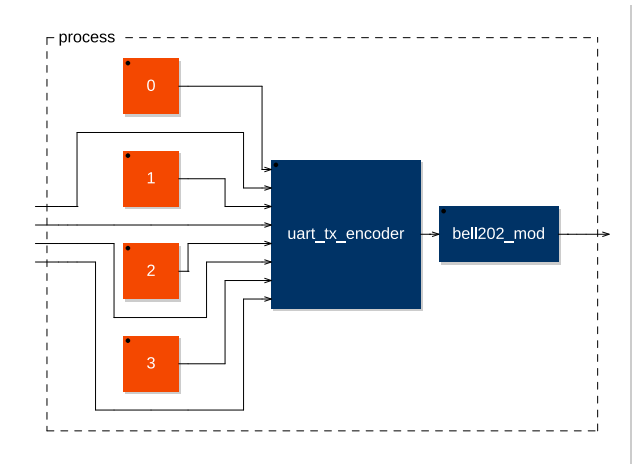 process
0
1
uart_tx_encoder
bell202_mod
2
3